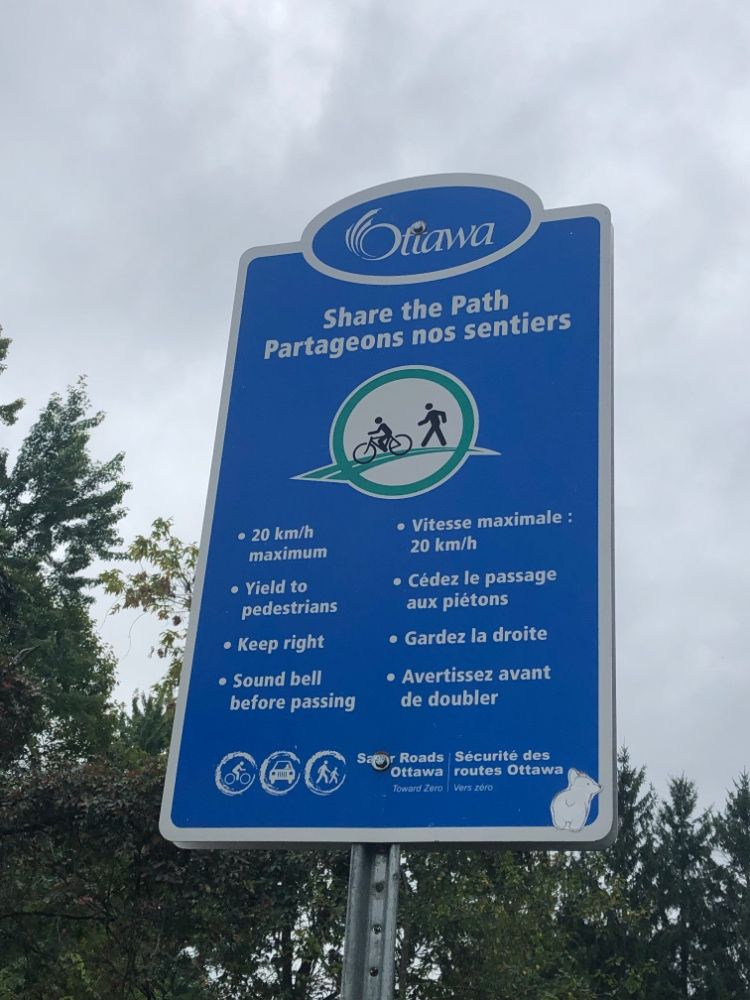 Ottawa
Share the Path
Partageons nos sentiers
• 20 km/h
maximum
• Yield to
pedestrians
• Keep right
• Sound bell
before passing
• Vitesse maximale :
20 km/h
• Cédez le passage
aux piétons
• Gardez la droite
• Avertissez avant
de doubler
Safer Roads
Ottawa
Toward Zero
Sécurité des
routes Ottawa
Vers zéro